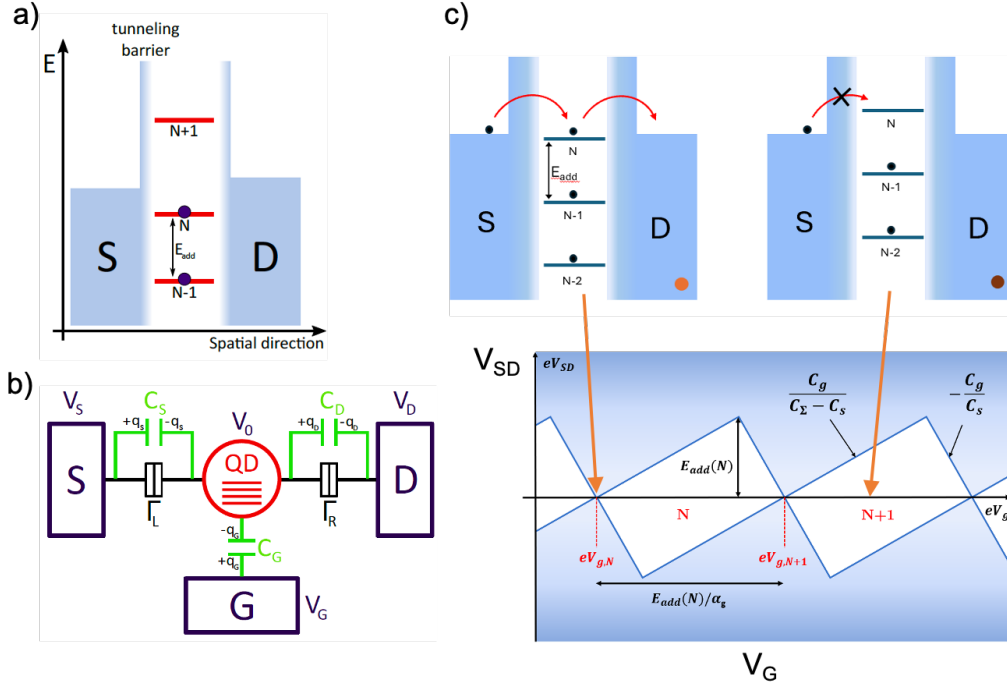 a)
tunneling
barrier
E
N+1
N
E_add
N-1
S
D
Spatial direction
b)
V_S
C_S
+q_s
-q_s
V_0
C_D
+q_D
-q_D
V_D
S
QD
D
Γ_L
Γ_R
-q_G
C_G
+q_G
G
V_G
c)
N
E_add
N-1
N-2
S
D
N
N-1
N-2
S
D
V_SD
eV_SD
C_g
C_Σ − C_s
− C_g
C_s
E_add(N)
N
N+1
eV_g
eV_g,N
eV_g,N+1
E_add(N)/α_g
V_G